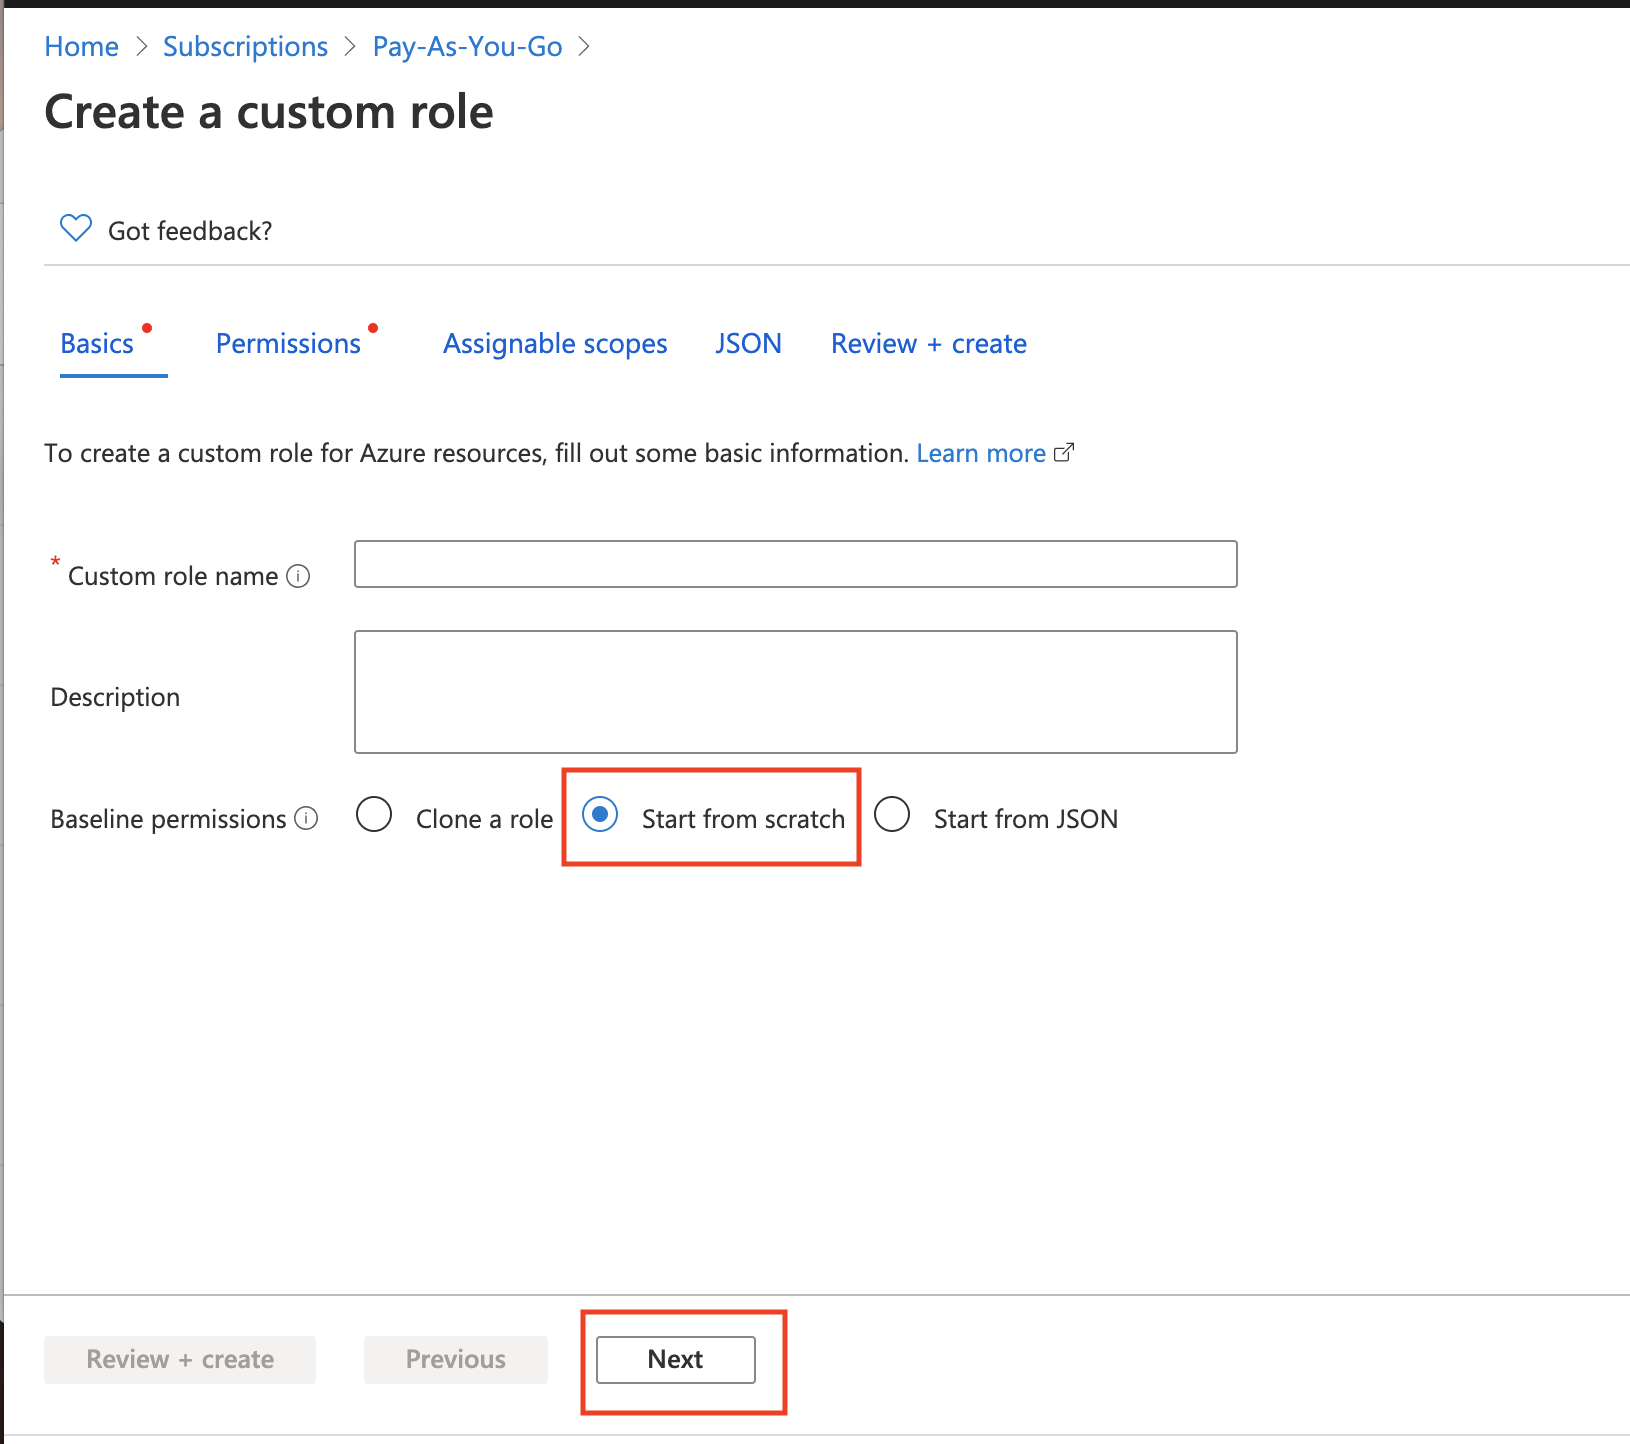 Home > Subscriptions > Pay-As-You-Go >
Create a custom role
Got feedback?
Basics Permissions Assignable scopes JSON Review + create
To create a custom role for Azure resources, fill out some basic information. Learn more
* Custom role name
Description
Baseline permissions Clone a role Start from scratch Start from JSON
Review + create Previous Next